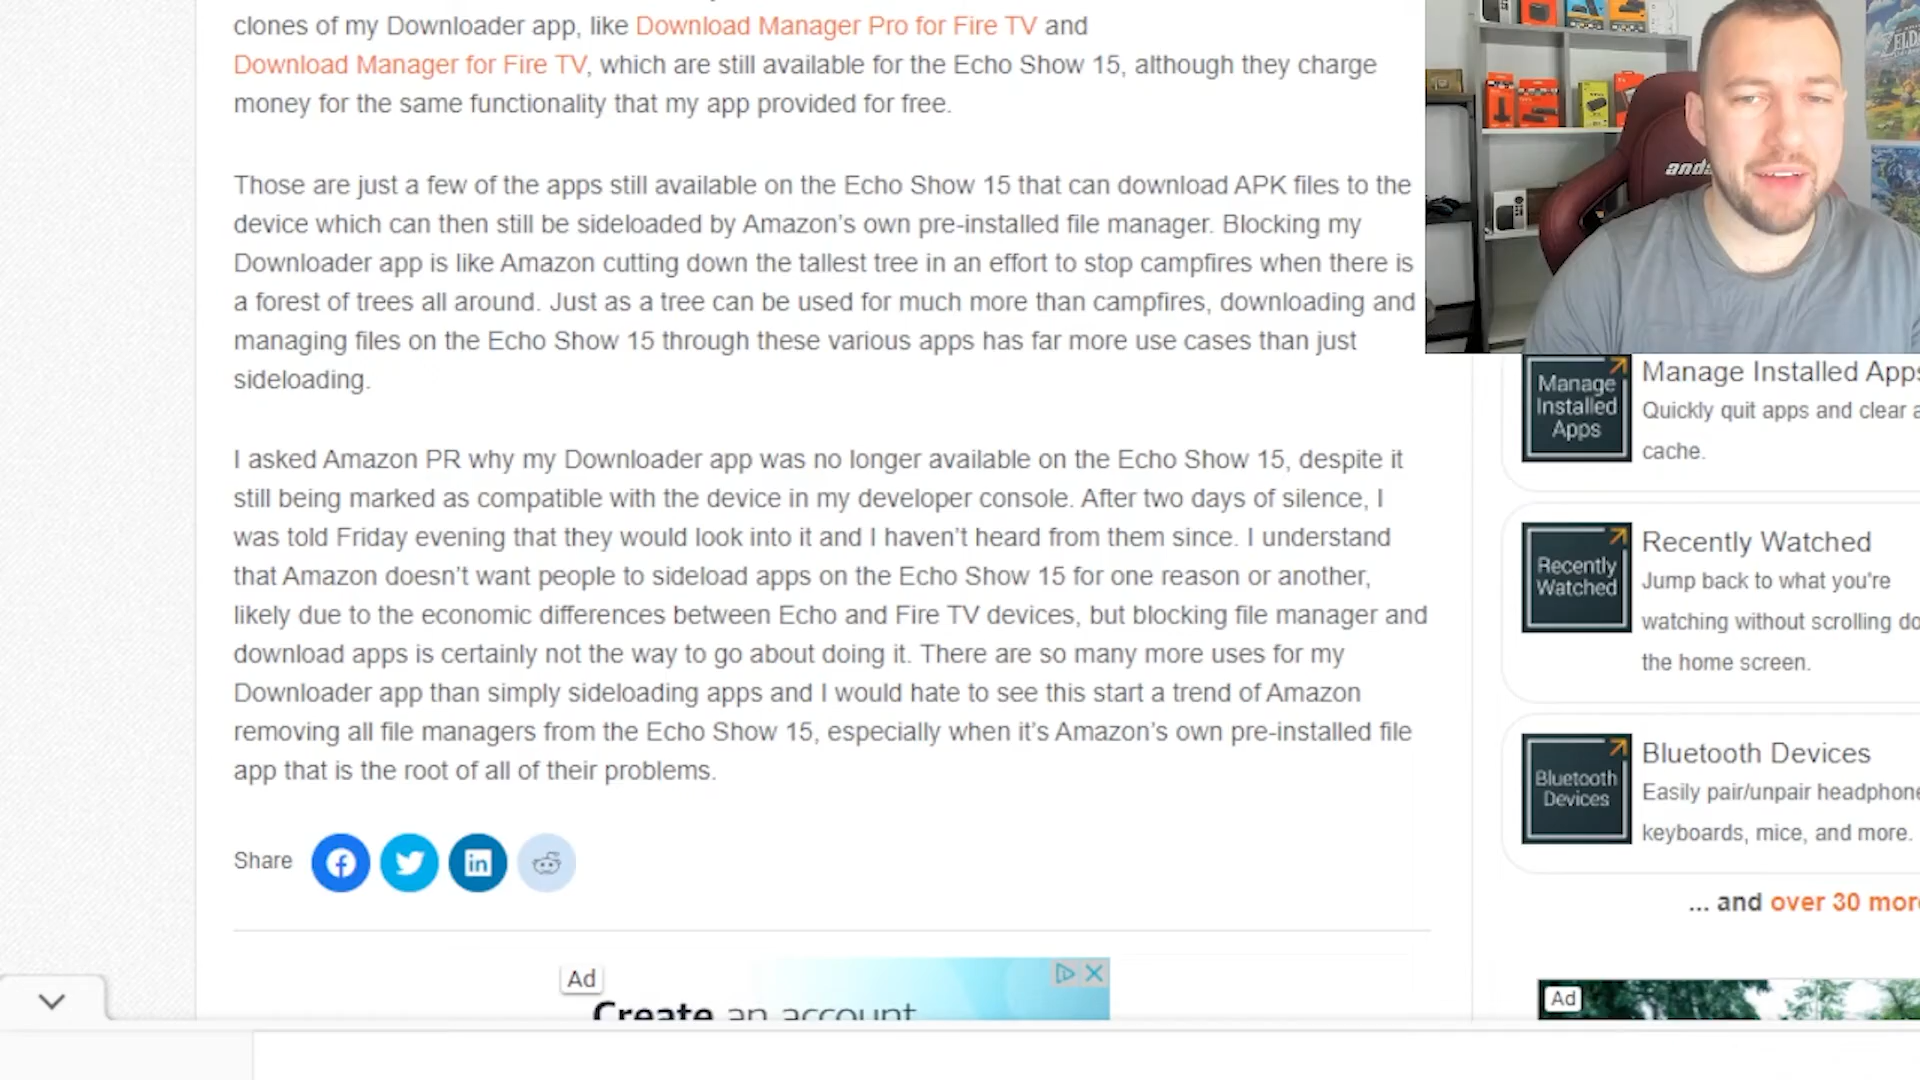 clones of my Downloader app, like Download Manager Pro for Fire TV and
Download Manager for Fire TV, which are still available for the Echo Show 15, although they charge
money for the same functionality that my app provided for free.
Those are just a few of the apps still available on the Echo Show 15 that can download APK files to the
device which can then still be sideloaded by Amazon’s own pre-installed file manager. Blocking my
Downloader app is like Amazon cutting down the tallest tree in an effort to stop campfires when there is
a forest of trees all around. Just as a tree can be used for much more than campfires, downloading and
managing files on the Echo Show 15 through these various apps has far more use cases than just
sideloading.
I asked Amazon PR why my Downloader app was no longer available on the Echo Show 15, despite it
still being marked as compatible with the device in my developer console. After two days of silence, I
was told Friday evening that they would look into it and I haven’t heard from them since. I understand
that Amazon doesn’t want people to sideload apps on the Echo Show 15 for one reason or another,
likely due to the economic differences between Echo and Fire TV devices, but blocking file manager and
download apps is certainly not the way to go about doing it. There are so many more uses for my
Downloader app than simply sideloading apps and I would hate to see this start a trend of Amazon
removing all file managers from the Echo Show 15, especially when it’s Amazon’s own pre-installed file
app that is the root of all of their problems.
Share
Ad
Create an account
Manage
Installed
Apps
Manage Installed Apps
Quickly quit apps and clear a
cache.
Recently
Watched
Recently Watched
Jump back to what you're
watching without scrolling do
the home screen.
Bluetooth
Devices
Bluetooth Devices
Easily pair/unpair headphone
keyboards, mice, and more.
... and over 30 more
Ad